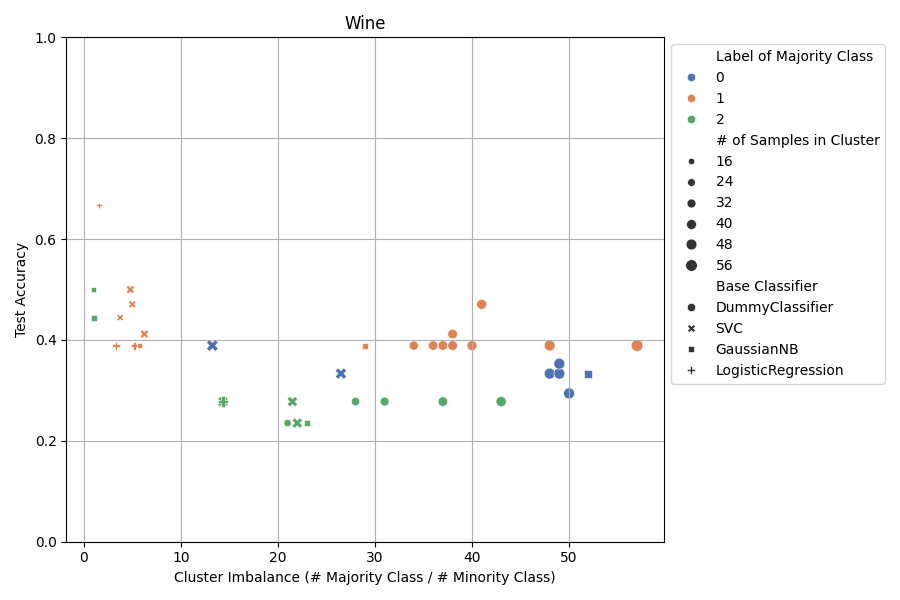 Wine
1.0
0.8
0.6
0.4
0.2
0.0
Test Accuracy
0 10 20 30 40 50
Cluster Imbalance (# Majority Class / # Minority Class)
Label of Majority Class
0
1
2
# of Samples in Cluster
16
24
32
40
48
56
Base Classifier
DummyClassifier
SVC
GaussianNB
LogisticRegression